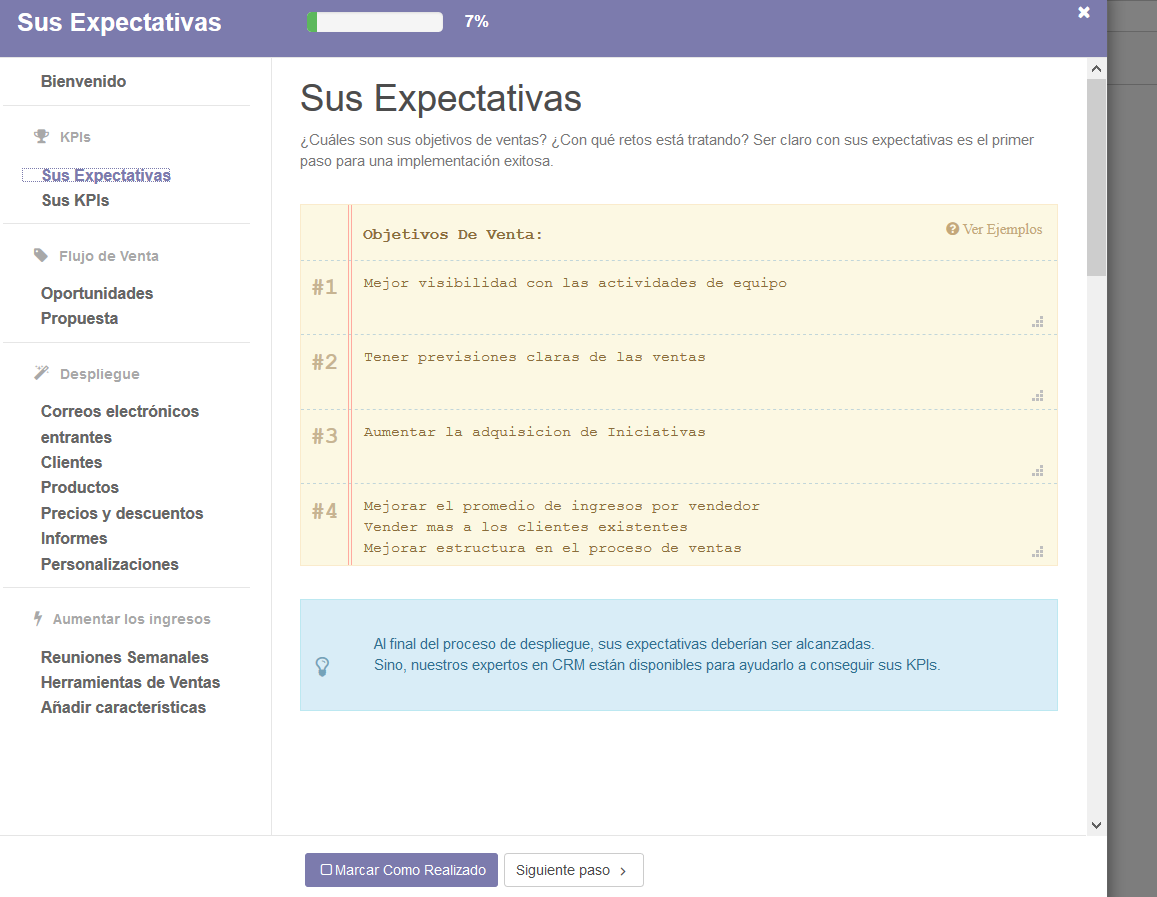 Sus Expectativas
7%
Bienvenido
KPIs
Sus Expectativas
Sus KPIs
Flujo de Venta
Oportunidades
Propuesta
Despliegue
Correos electrónicos
entrantes
Clientes
Productos
Precios y descuentos
Informes
Personalizaciones
Aumentar los ingresos
Reuniones Semanales
Herramientas de Ventas
Añadir características
Sus Expectativas
¿Cuáles son sus objetivos de ventas? ¿Con qué retos está tratando? Ser claro con sus expectativas es el primer
paso para una implementación exitosa.
Objetivos De Venta:
Ver Ejemplos
#1 Mejor visibilidad con las actividades de equipo
#2 Tener previsiones claras de las ventas
#3 Aumentar la adquisicion de Iniciativas
#4 Mejorar el promedio de ingresos por vendedor
Vender mas a los clientes existentes
Mejorar estructura en el proceso de ventas
Al final del proceso de despliegue, sus expectativas deberían ser alcanzadas.
Sino, nuestros expertos en CRM están disponibles para ayudarlo a conseguir sus KPIs.
Marcar Como Realizado
Siguiente paso